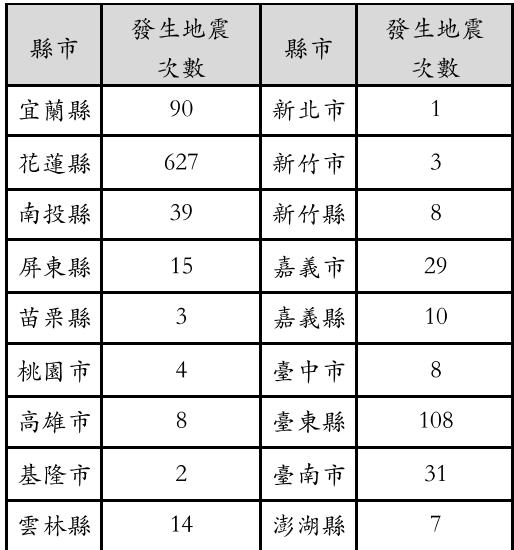 縣市 發生地震次數 縣市 發生地震次數
宜蘭縣 90 新北市 1
花蓮縣 627 新竹市 3
南投縣 39 新竹縣 8
屏東縣 15 嘉義市 29
苗栗縣 3 嘉義縣 10
桃園市 4 臺中市 8
高雄市 8 臺東縣 108
基隆市 2 臺南市 31
雲林縣 14 澎湖縣 7